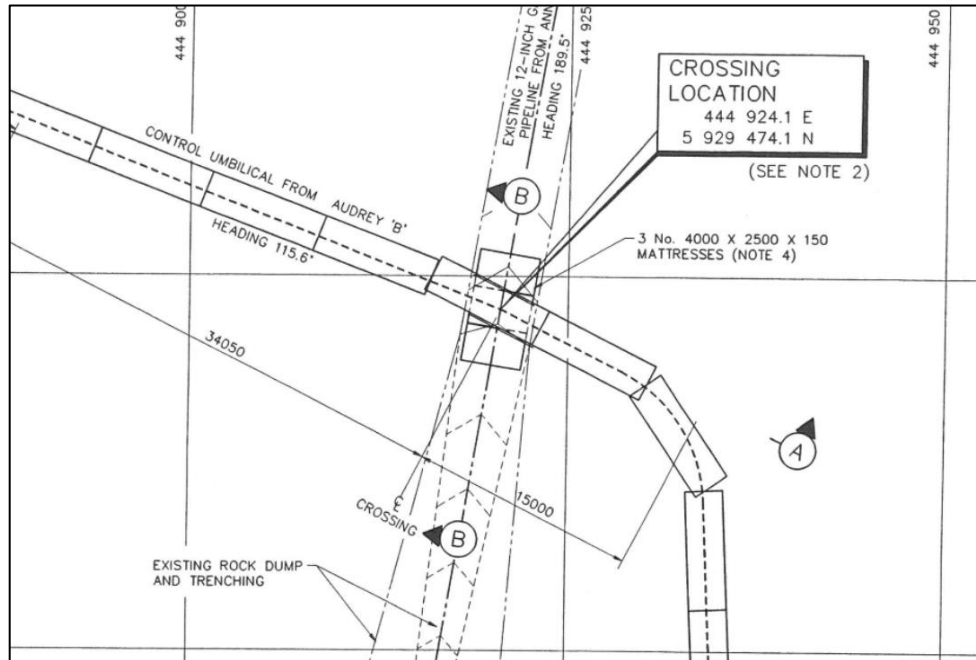 444 900
444 925
444 950
EXISTING 12-INCH
PIPELINE FROM
HEADING 189.5°
CROSSING
LOCATION
444 924.1 E
5 929 474.1 N
(SEE NOTE 2)
CONTROL UMBILICAL FROM AUDREY 'B'
HEADING 115.6°
B
3 No. 4000 X 2500 X 150
MATTRESSES (NOTE 4)
34050
A
15000
℄
CROSSING
B
EXISTING ROCK DUMP
AND TRENCHING